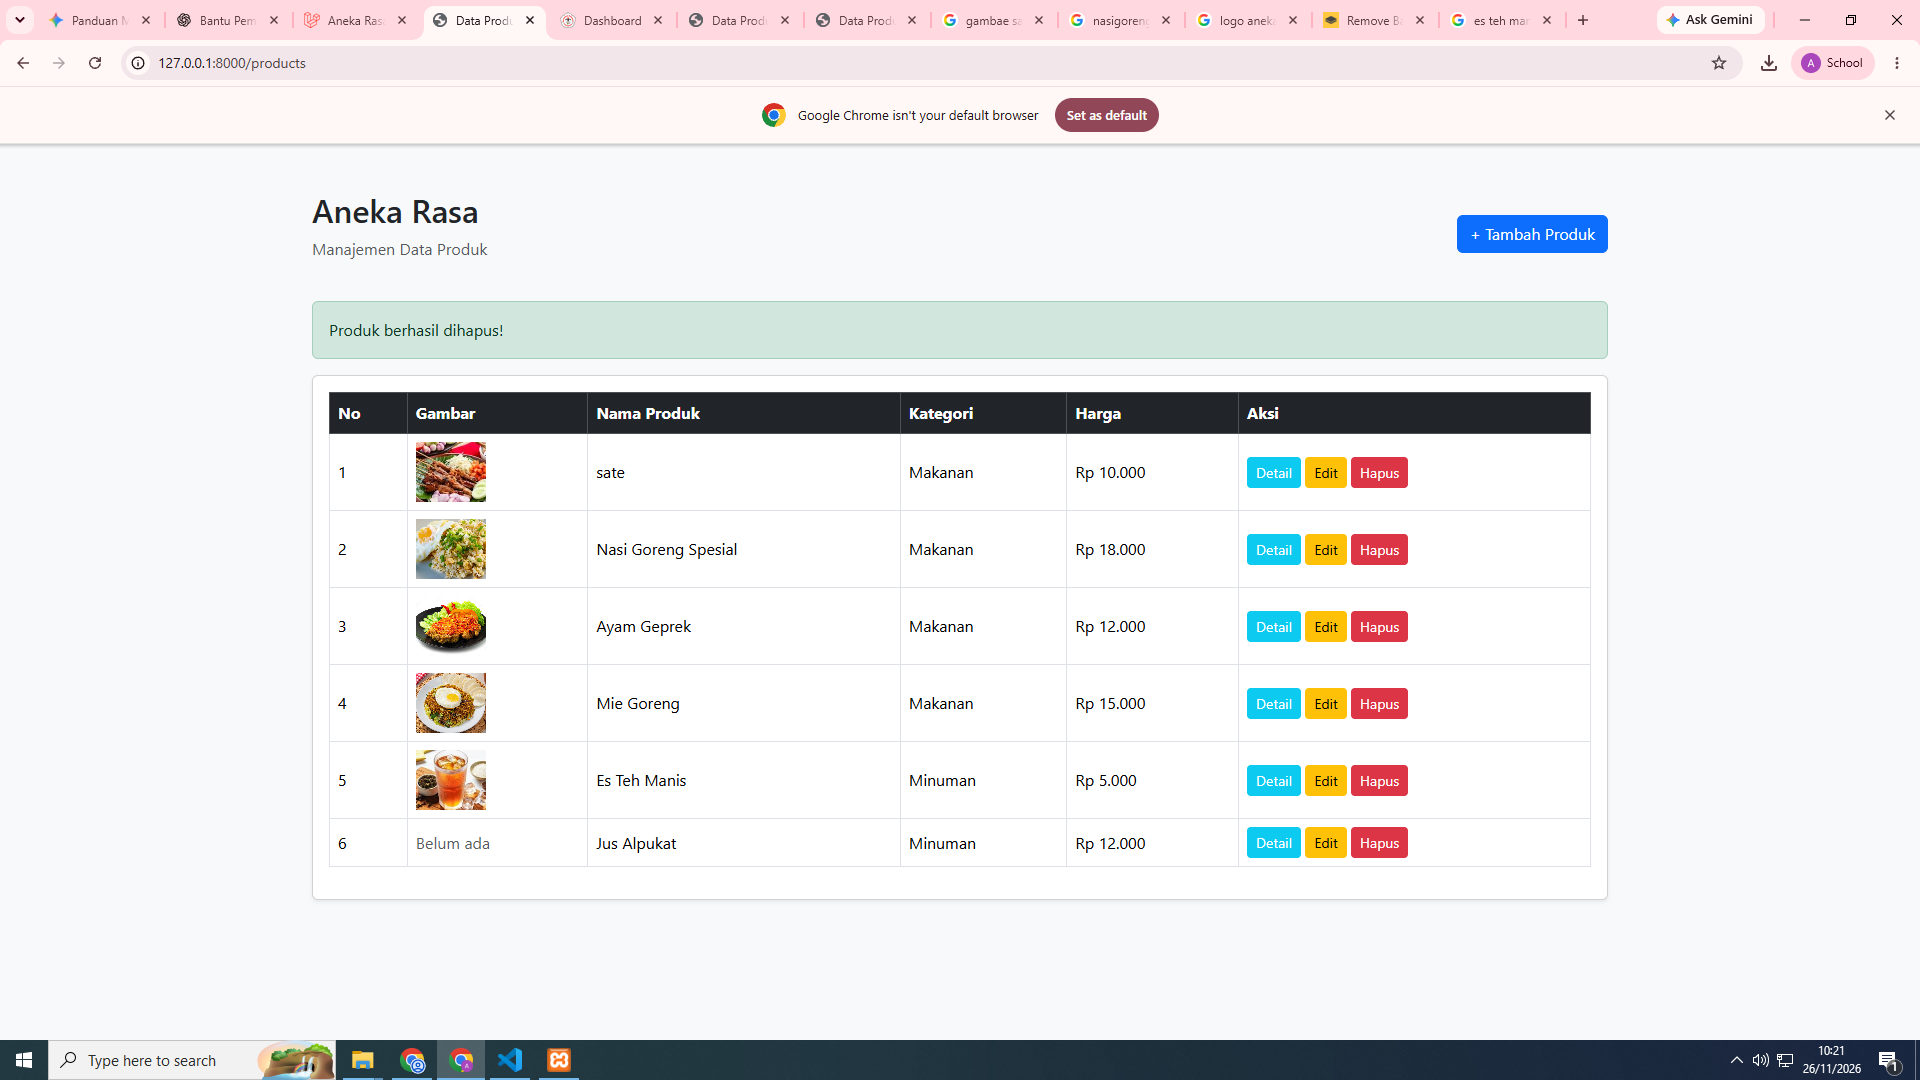 Panduan M
Bantu Pem
Aneka Rasa
Data Produ
Dashboard
Data Produ
Data Produ
gambae sa
nasigoreng
logo aneka
Remove Ba
es teh man
Ask Gemini
127.0.0.1:8000/products
A School
Google Chrome isn't your default browser Set as default
Aneka Rasa
Manajemen Data Produk
+ Tambah Produk
Produk berhasil dihapus!
No Gambar Nama Produk Kategori Harga Aksi
1 sate Makanan Rp 10.000 Detail Edit Hapus
2 Nasi Goreng Spesial Makanan Rp 18.000 Detail Edit Hapus
3 Ayam Geprek Makanan Rp 12.000 Detail Edit Hapus
4 Mie Goreng Makanan Rp 15.000 Detail Edit Hapus
5 Es Teh Manis Minuman Rp 5.000 Detail Edit Hapus
6 Belum ada Jus Alpukat Minuman Rp 12.000 Detail Edit Hapus
Type here to search
10:21
26/11/2026
1